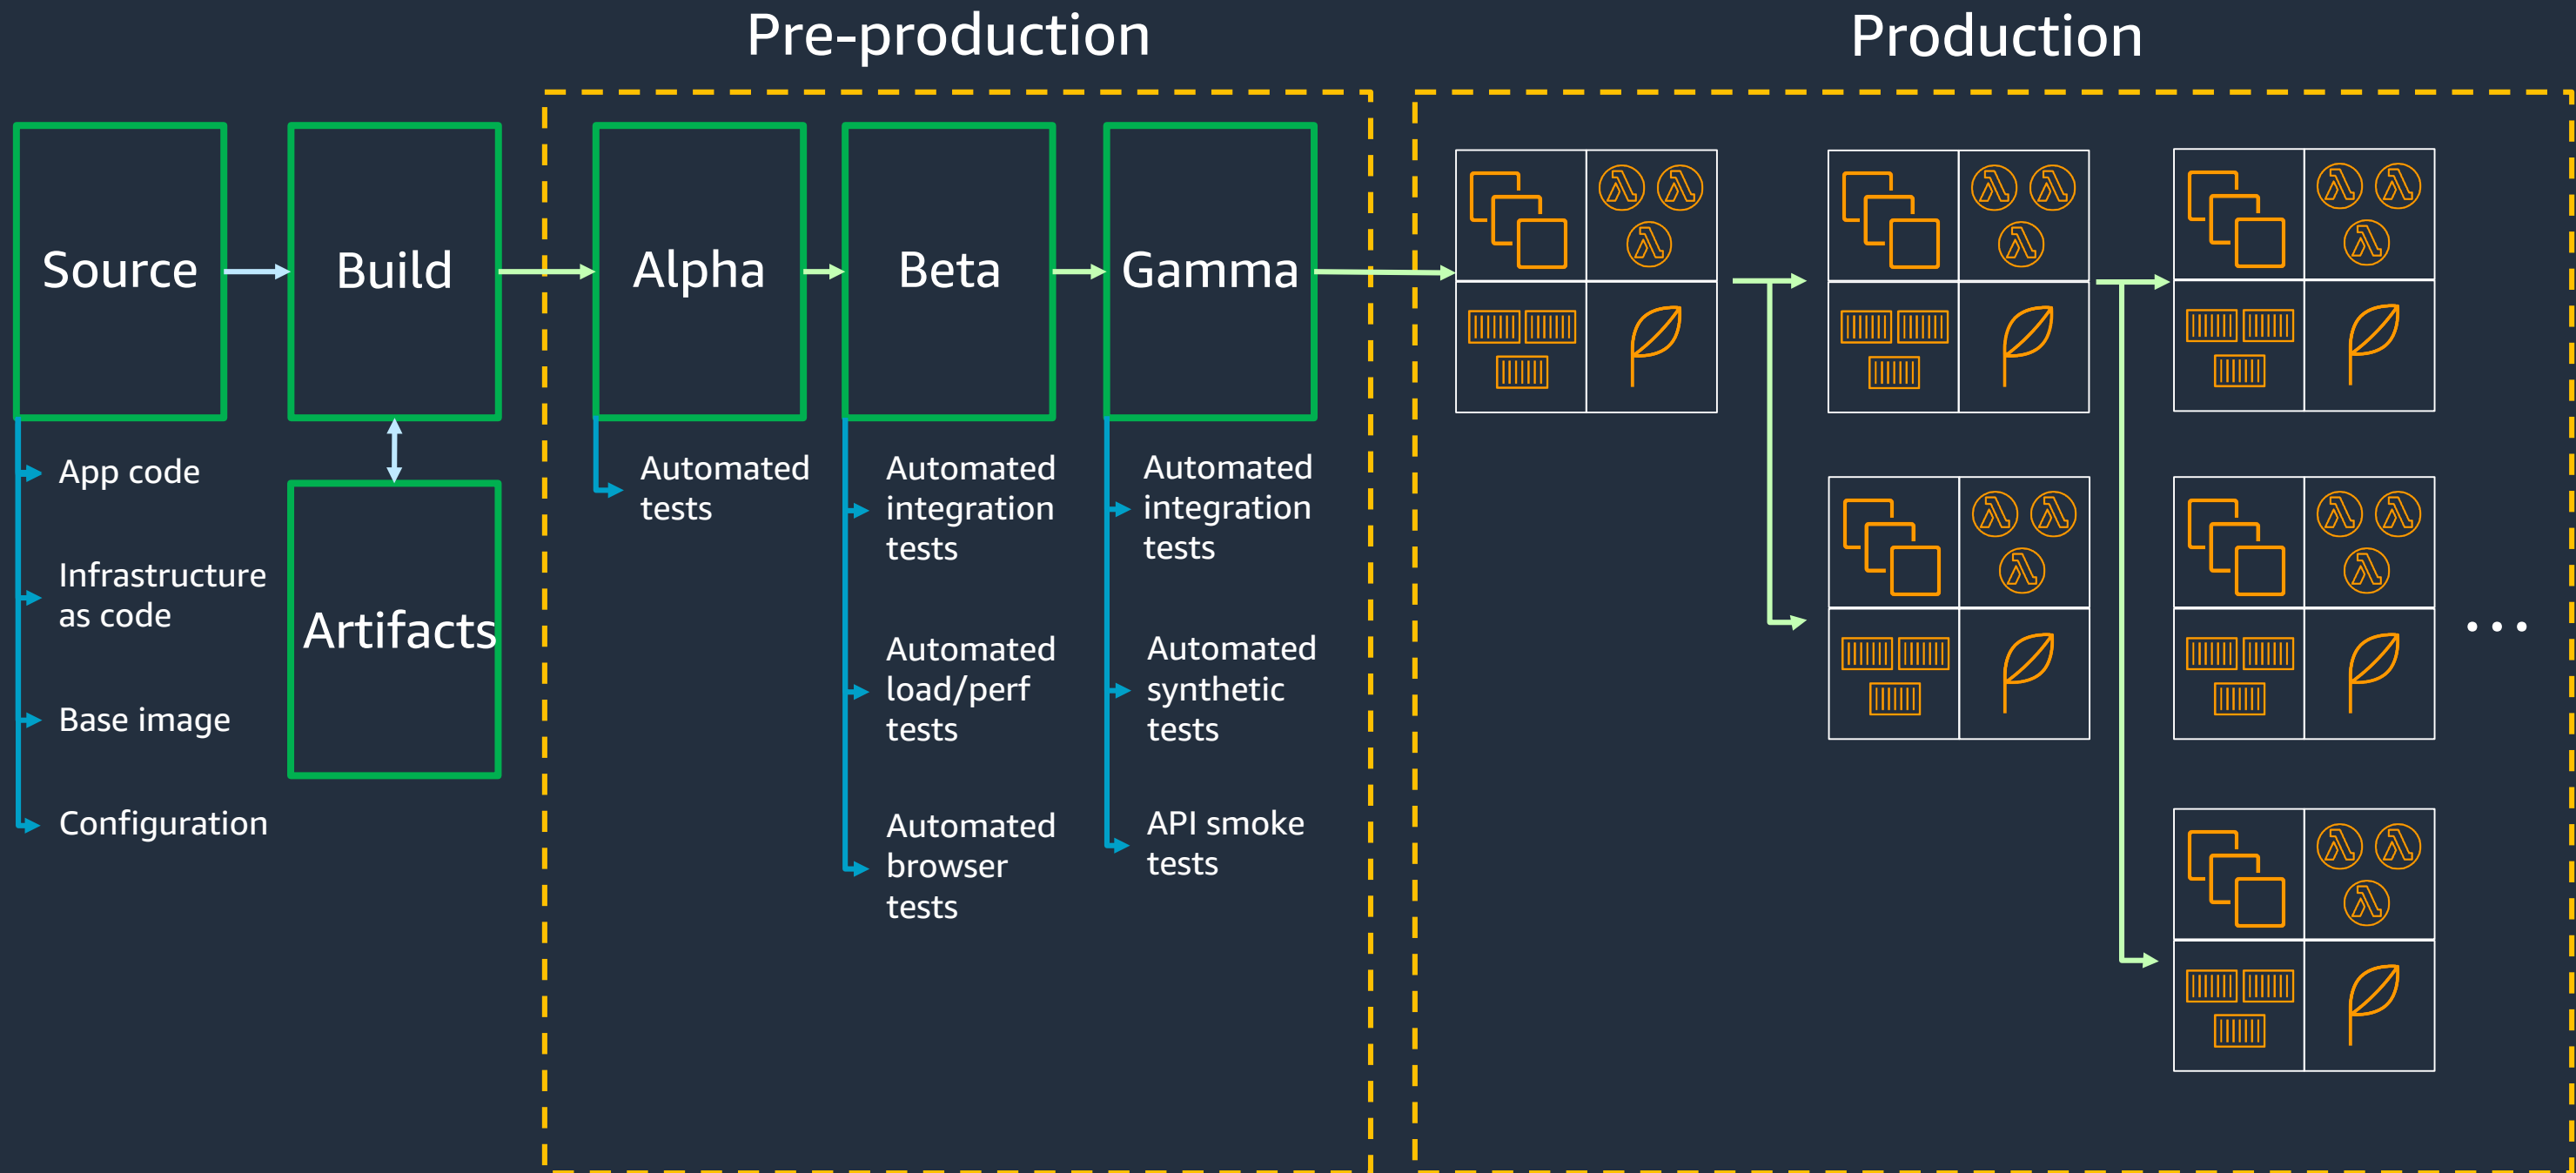 Pre-production
Production
Source
Build
Alpha
Beta
Gamma
App code
Infrastructure
as code
Base image
Configuration
Artifacts
Automated
tests
Automated
integration
tests
Automated
load/perf
tests
Automated
browser
tests
Automated
integration
tests
Automated
synthetic
tests
API smoke
tests
...